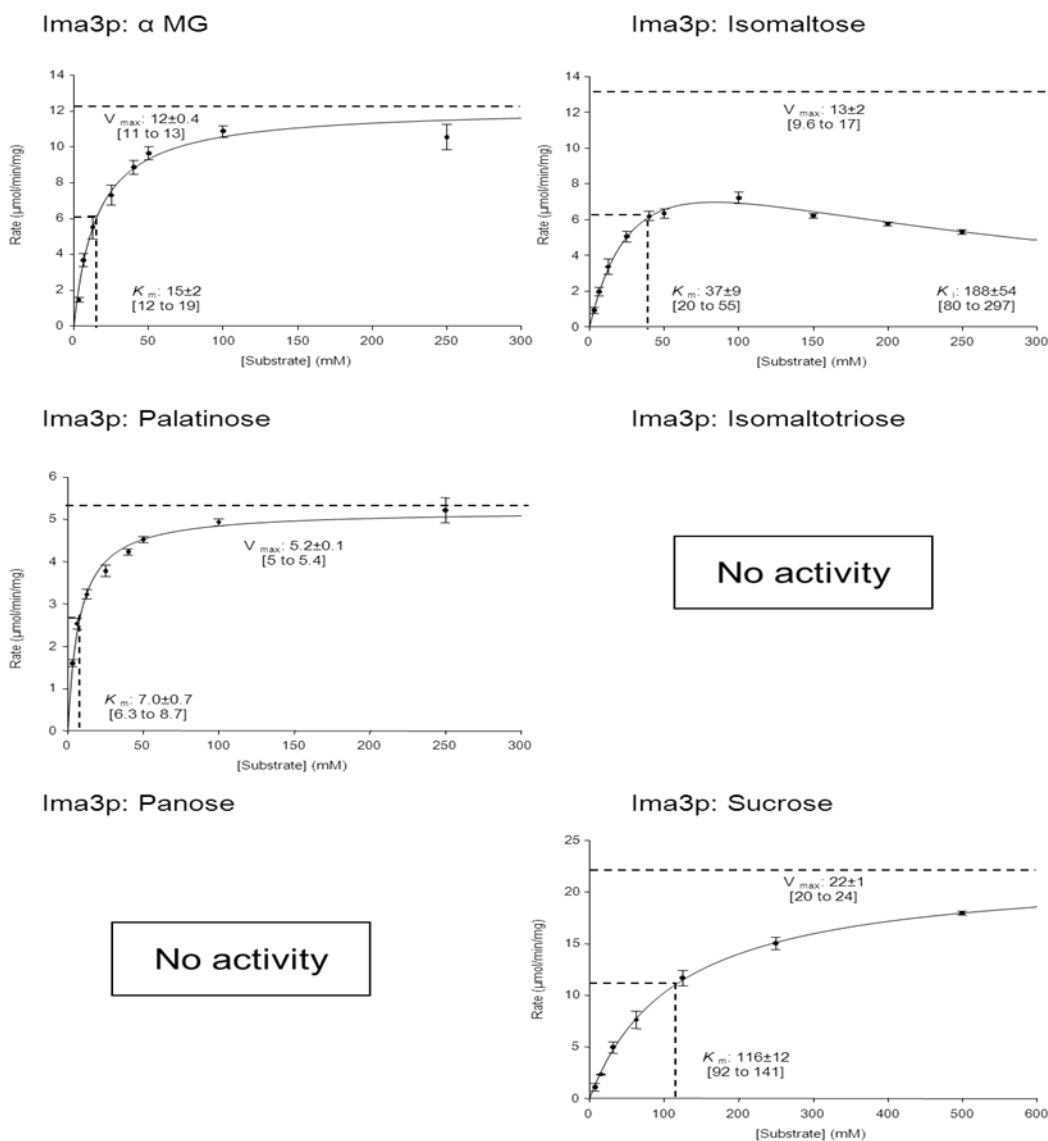 Ima3p: α MG
14
12
10
8
6
4
2
0
Rate (µmol/min/mg)
V max: 12±0.4
[11 to 13]
K m: 15±2
[12 to 19]
0 50 100 150 200 250 300
[Substrate] (mM)
Ima3p: Isomaltose
14
13
12
10
8
6
4
2
0
Rate (µmol/min/mg)
V max: 13±2
[9.6 to 17]
K m: 37±9
[20 to 55]
K i: 188±54
[80 to 297]
0 50 100 150 200 250 300
[Substrate] (mM)
Ima3p: Palatinose
6
5
4
3
2
1
0
Rate (µmol/min/mg)
V max: 5.2±0.1
[5 to 5.4]
K m: 7.0±0.7
[6.3 to 8.7]
0 50 100 150 200 250 300
[Substrate] (mM)
Ima3p: Isomaltotriose
No activity
Ima3p: Panose
No activity
Ima3p: Sucrose
25
20
15
10
5
0
Rate (µmol/min/mg)
V max: 22±1
[20 to 24]
K m: 116±12
[92 to 141]
0 100 200 300 400 500 600
[Substrate] (mM)